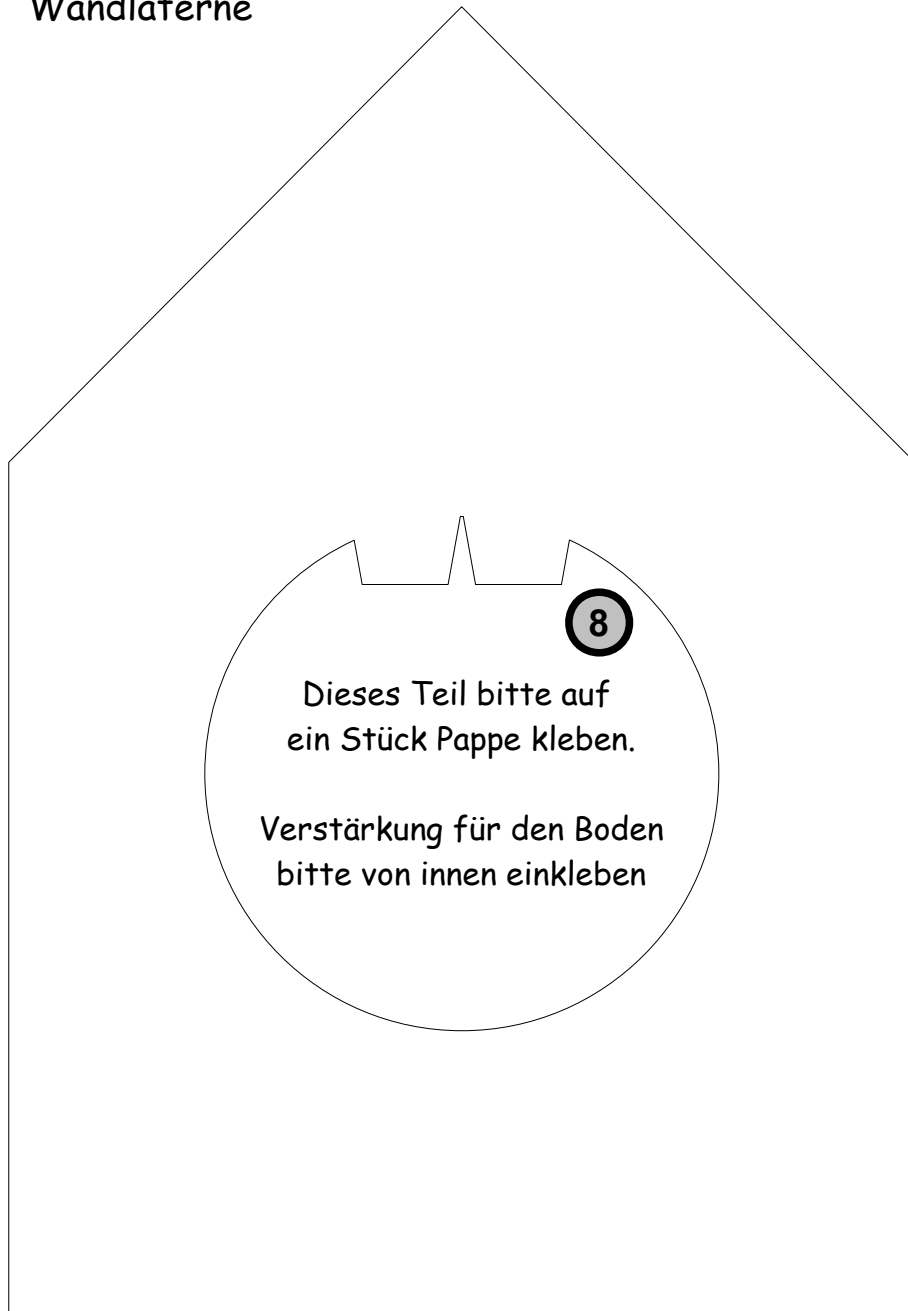 Wandlaterne
8
Dieses Teil bitte auf
ein Stück Pappe kleben.
Verstärkung für den Boden
bitte von innen einkleben